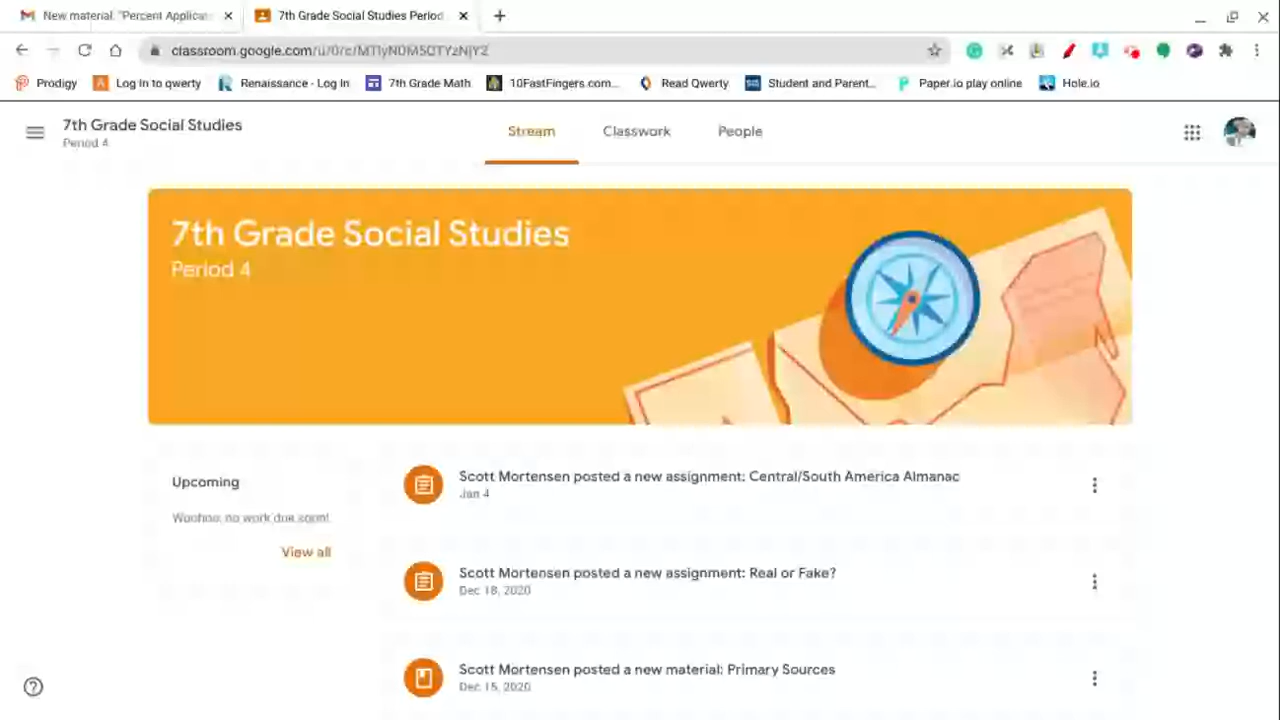 New material: "Percent Applica
7th Grade Social Studies Period
classroom.google.com
Prodigy
Log In to qwerty
Renaissance - Log In
7th Grade Math
10FastFingers.com...
Read Qwerty
Student and Parent...
Paper.io play online
Hole.io
7th Grade Social Studies
Period 4
Stream
Classwork
People
7th Grade Social Studies
Period 4
Upcoming
Woohoo, no work due soon!
View all
Scott Mortensen posted a new assignment: Central/South America Almanac
Jan 4
Scott Mortensen posted a new assignment: Real or Fake?
Dec 18, 2020
Scott Mortensen posted a new material: Primary Sources
Dec 15, 2020